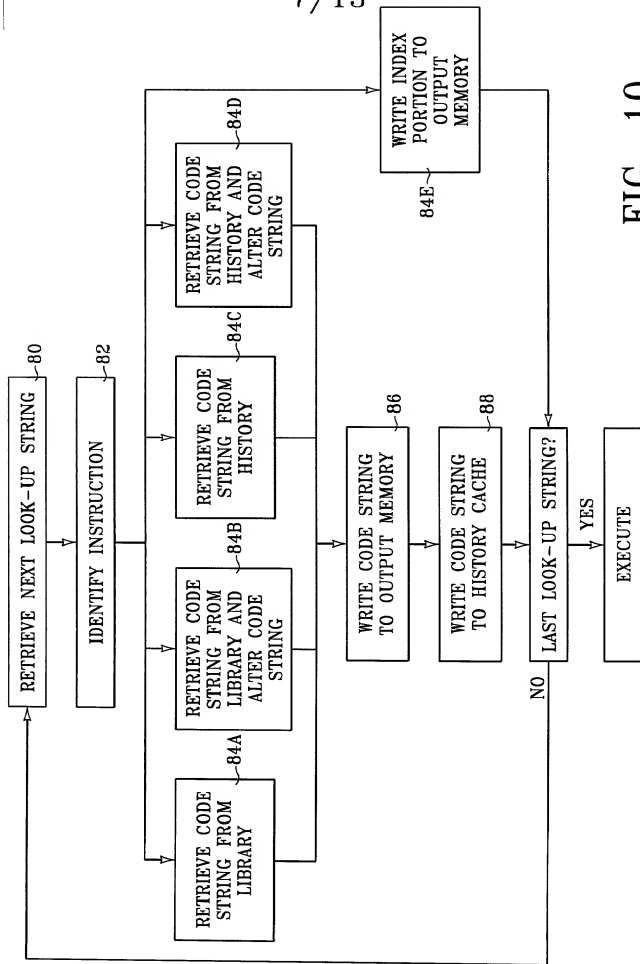 7/13
RETRIEVE NEXT LOOK-UP STRING
80
IDENTIFY INSTRUCTION
82
RETRIEVE CODE
STRING FROM
LIBRARY
84A
RETRIEVE CODE
STRING FROM
LIBRARY AND
ALTER CODE
STRING
84B
RETRIEVE CODE
STRING FROM
HISTORY
84C
RETRIEVE CODE
STRING FROM
HISTORY AND
ALTER CODE
STRING
84D
WRITE INDEX
PORTION TO
OUTPUT
MEMORY
84E
WRITE CODE STRING
TO OUTPUT MEMORY
86
WRITE CODE STRING
TO HISTORY CACHE
88
LAST LOOK-UP STRING?
NO
YES
EXECUTE
FIG. 10